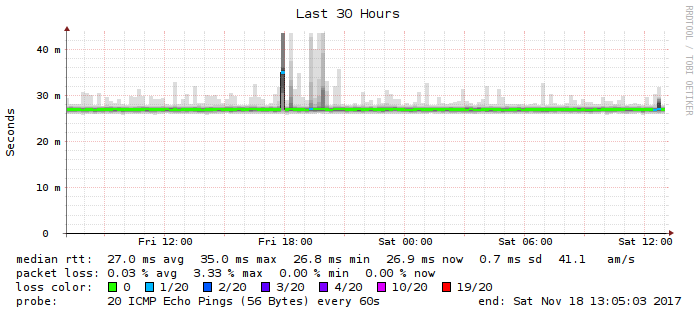 Last 30 Hours
RRDTOOL / TOBI OETIKER
Seconds
40 m
30 m
20 m
10 m
0
Fri 12:00 Fri 18:00 Sat 00:00 Sat 06:00 Sat 12:00
median rtt: 27.0 ms avg 35.0 ms max 26.8 ms min 26.9 ms now 0.7 ms sd 41.1 am/s
packet loss: 0.03 % avg 3.33 % max 0.00 % min 0.00 % now
loss color: 0 1/20 2/20 3/20 4/20 10/20 19/20
probe: 20 ICMP Echo Pings (56 Bytes) every 60s end: Sat Nov 18 13:05:03 2017